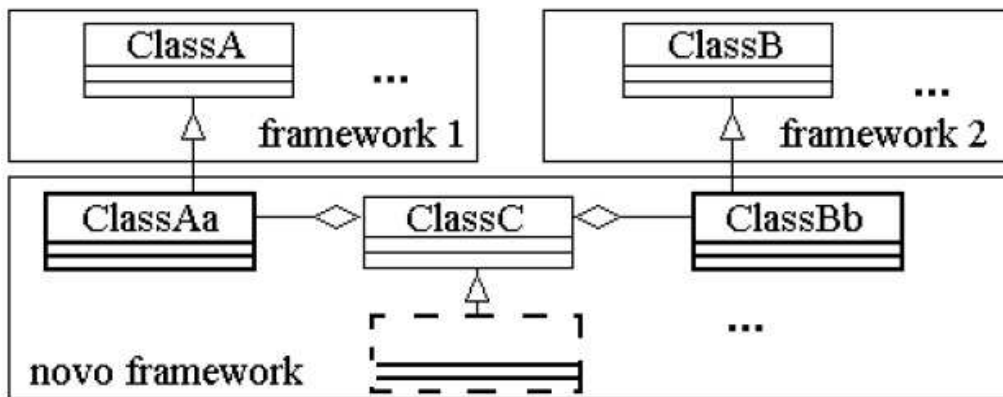 ClassA
...
framework 1
ClassB
...
framework 2
ClassAa
ClassC
ClassBb
...
novo framework